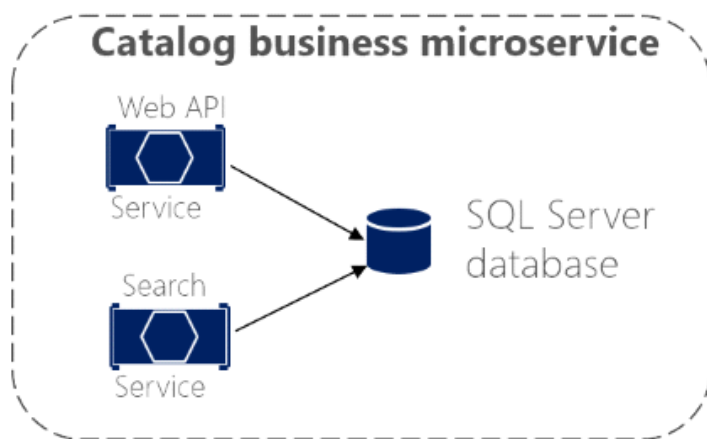 Catalog business microservice
Web API
Service
SQL Server
database
Search
Service